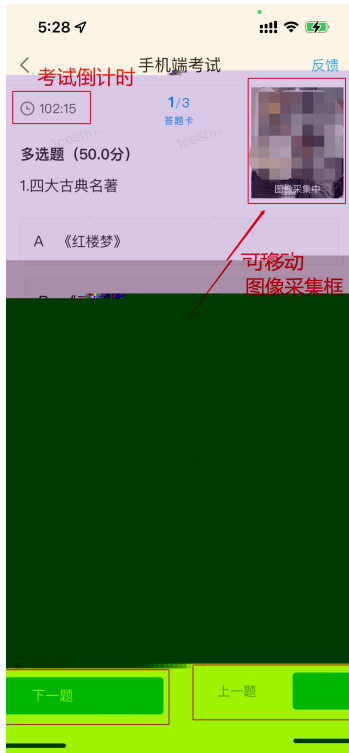 5:28
手机端考试
反馈
考试倒计时
102:15
1/3
答题卡
图像采集中
多选题（50.0分）
1.四大古典名著
A 《红楼梦》
可移动
图像采集框
下一题
上一题